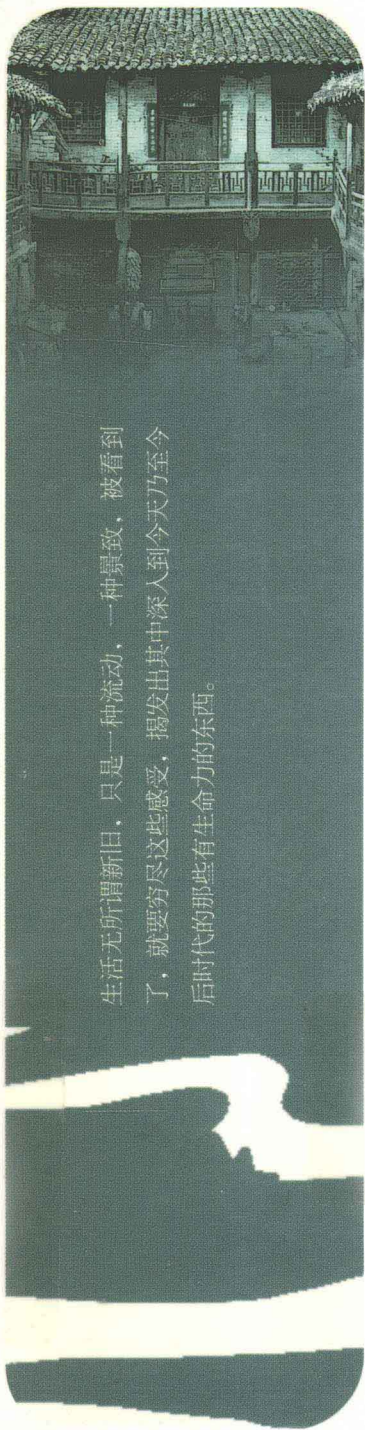 生活无所谓新旧，只是一种流动，一种景致，被看到
了，就要穷尽这些感受，揭发出其中深入到今天乃至今
后时代的那些有生命力的东西。